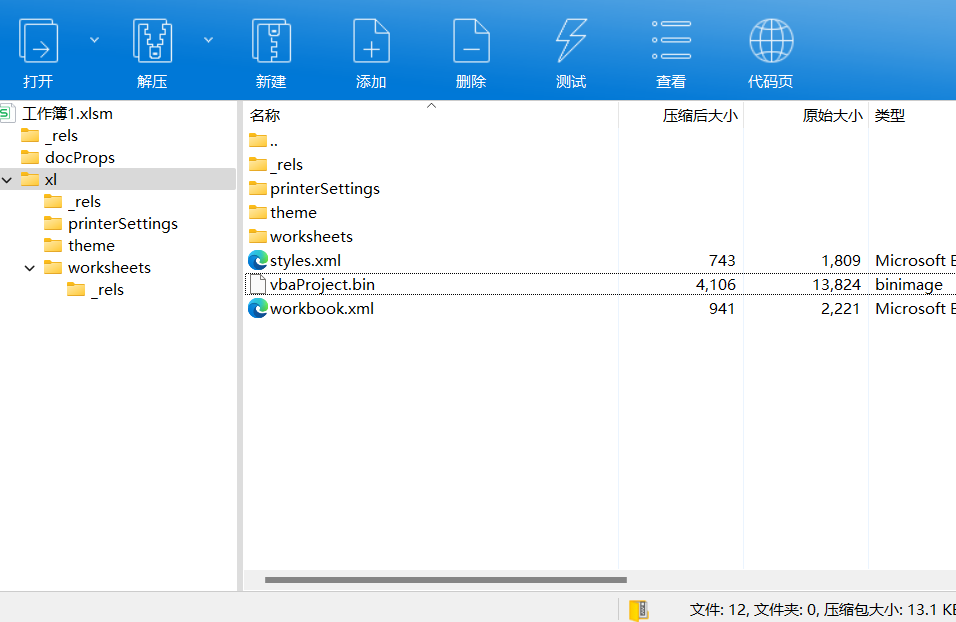 打开 解压 新建 添加 删除 测试 查看 代码页
工作簿1.xlsm
_rels
docProps
xl
_rels
printerSettings
theme
worksheets
_rels
名称 压缩后大小 原始大小 类型
..
_rels
printerSettings
theme
worksheets
styles.xml 743 1,809 Microsoft E
vbaProject.bin 4,106 13,824 binimage
workbook.xml 941 2,221 Microsoft E
文件: 12, 文件夹: 0, 压缩包大小: 13.1 KE